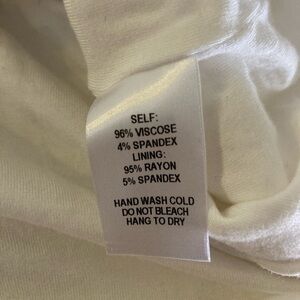 SELF:
96% VISCOSE
4% SPANDEX
LINING:
95% RAYON
5% SPANDEX
HAND WASH COLD
DO NOT BLEACH
HANG TO DRY